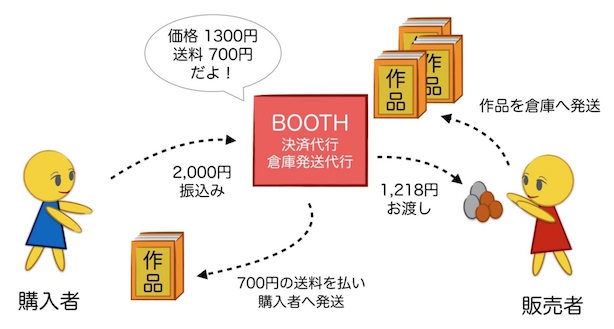 価格 1300円
送料 700円
だよ！
作
品
作品を倉庫へ発送
BOOTH
決済代行
倉庫発送代行
2,000円
振込み
1,218円
お渡し
作
品
700円の送料を払い
購入者へ発送
購入者
販売者